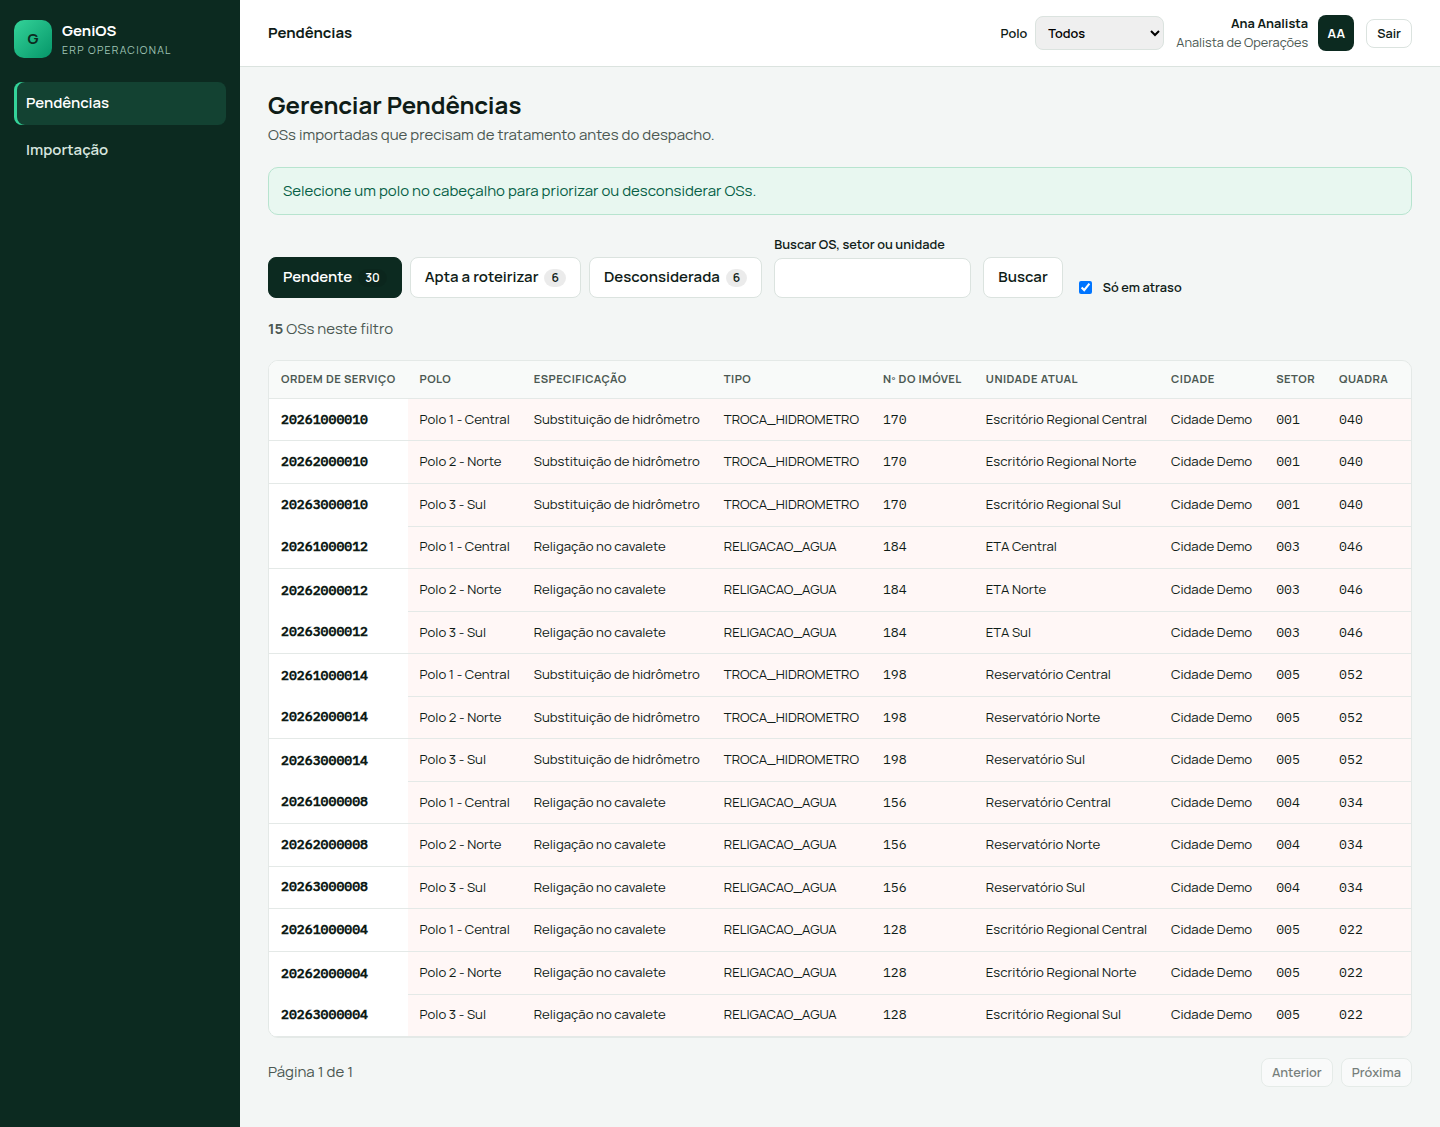 G
GeniOS
ERP OPERACIONAL
Pendências
Importação
Pendências
Polo Todos
Ana Analista
Analista de Operações
AA
Sair
Gerenciar Pendências
OSs importadas que precisam de tratamento antes do despacho.
Selecione um polo no cabeçalho para priorizar ou desconsiderar OSs.
Buscar OS, setor ou unidade
Pendente 30 Apta a roteirizar 6 Desconsiderada 6 Buscar Só em atraso
15 OSs neste filtro
ORDEM DE SERVIÇO POLO ESPECIFICAÇÃO TIPO Nº DO IMÓVEL UNIDADE ATUAL CIDADE SETOR QUADRA
20261000010 Polo 1 - Central Substituição de hidrômetro TROCA_HIDROMETRO 170 Escritório Regional Central Cidade Demo 001 040
20262000010 Polo 2 - Norte Substituição de hidrômetro TROCA_HIDROMETRO 170 Escritório Regional Norte Cidade Demo 001 040
20263000010 Polo 3 - Sul Substituição de hidrômetro TROCA_HIDROMETRO 170 Escritório Regional Sul Cidade Demo 001 040
20261000012 Polo 1 - Central Religação no cavalete RELIGACAO_AGUA 184 ETA Central Cidade Demo 003 046
20262000012 Polo 2 - Norte Religação no cavalete RELIGACAO_AGUA 184 ETA Norte Cidade Demo 003 046
20263000012 Polo 3 - Sul Religação no cavalete RELIGACAO_AGUA 184 ETA Sul Cidade Demo 003 046
20261000014 Polo 1 - Central Substituição de hidrômetro TROCA_HIDROMETRO 198 Reservatório Central Cidade Demo 005 052
20262000014 Polo 2 - Norte Substituição de hidrômetro TROCA_HIDROMETRO 198 Reservatório Norte Cidade Demo 005 052
20263000014 Polo 3 - Sul Substituição de hidrômetro TROCA_HIDROMETRO 198 Reservatório Sul Cidade Demo 005 052
20261000008 Polo 1 - Central Religação no cavalete RELIGACAO_AGUA 156 Reservatório Central Cidade Demo 004 034
20262000008 Polo 2 - Norte Religação no cavalete RELIGACAO_AGUA 156 Reservatório Norte Cidade Demo 004 034
20263000008 Polo 3 - Sul Religação no cavalete RELIGACAO_AGUA 156 Reservatório Sul Cidade Demo 004 034
20261000004 Polo 1 - Central Religação no cavalete RELIGACAO_AGUA 128 Escritório Regional Central Cidade Demo 005 022
20262000004 Polo 2 - Norte Religação no cavalete RELIGACAO_AGUA 128 Escritório Regional Norte Cidade Demo 005 022
20263000004 Polo 3 - Sul Religação no cavalete RELIGACAO_AGUA 128 Escritório Regional Sul Cidade Demo 005 022
Página 1 de 1 Anterior Próxima